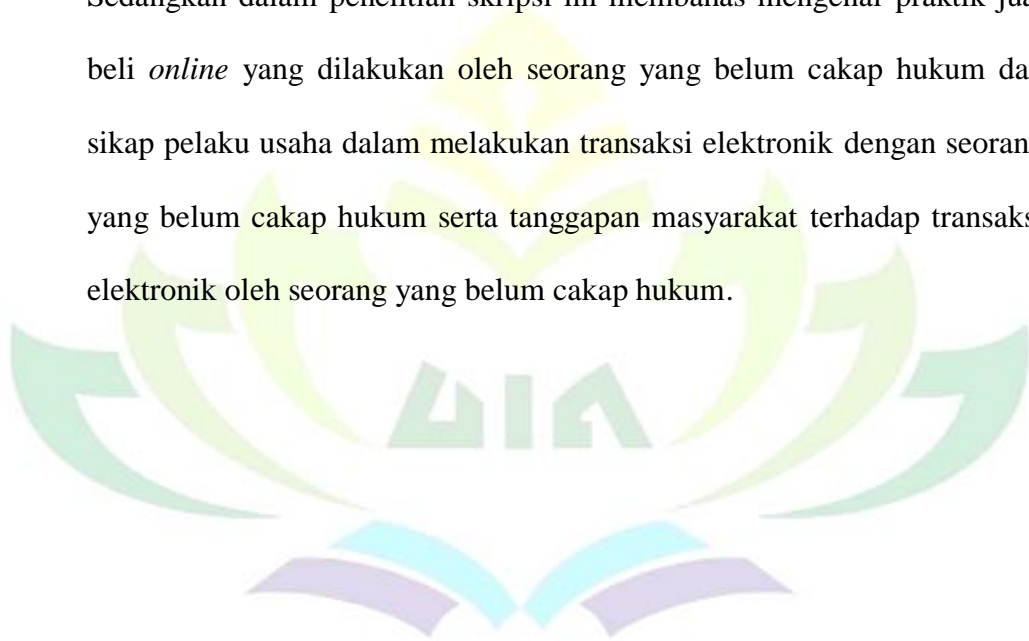 Sedangkan dalam penelitian skripsi ini membahas mengenai praktik jua
beli online yang dilakukan oleh seorang yang belum cakap hukum da
sikap pelaku usaha dalam melakukan transaksi elektronik dengan seoran
yang belum cakap hukum serta tanggapan masyarakat terhadap transaks
elektronik oleh seorang yang belum cakap hukum.
UIN